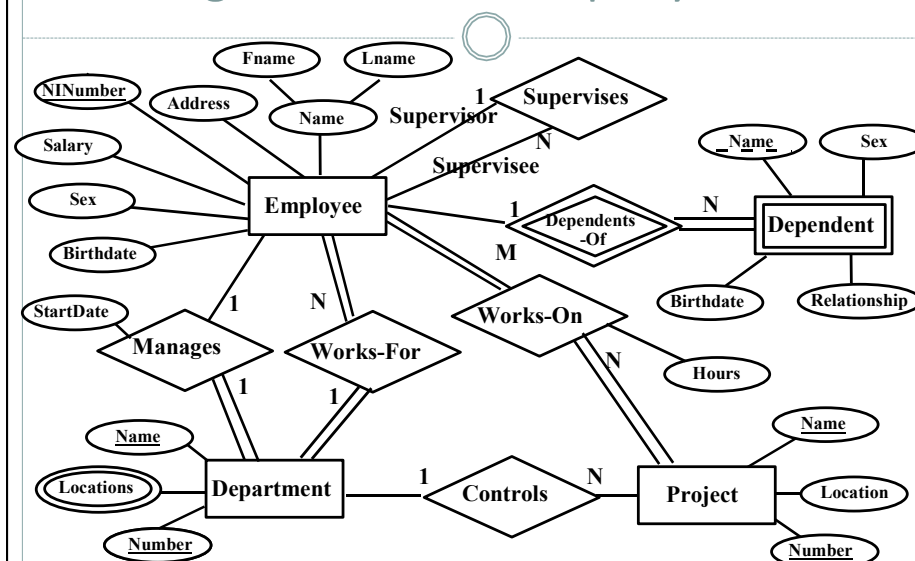 Fname
Lname
NINumber
Address
Name
Supervisor
1
Supervises
N
Supervisee
Salary
Sex
Birthdate
Employee
1
Dependents
-Of
N
Name
Sex
Dependent
Birthdate
Relationship
StartDate
Manages
1
1
N
Works-For
1
M
Works-On
N
Hours
Name
Locations
Number
Department
1
Controls
N
Project
Name
Location
Number